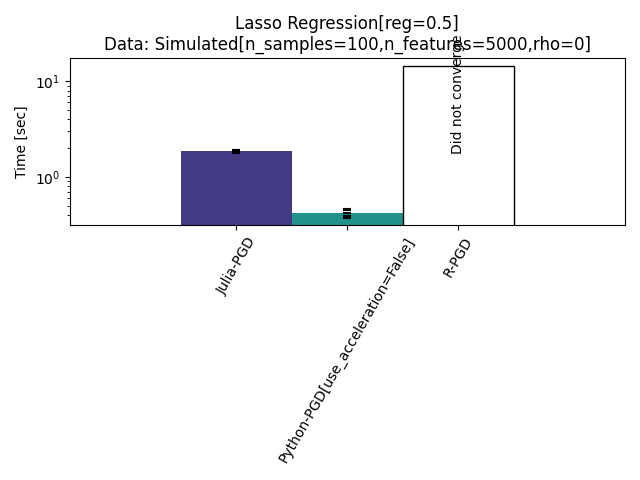 Lasso Regression[reg=0.5]
Data: Simulated[n_samples=100,n_features=5000,rho=0]
Time [sec]
10¹
10⁰
Did not converge
Julia-PGD
Python-PGD[use_acceleration=False]
R-PGD